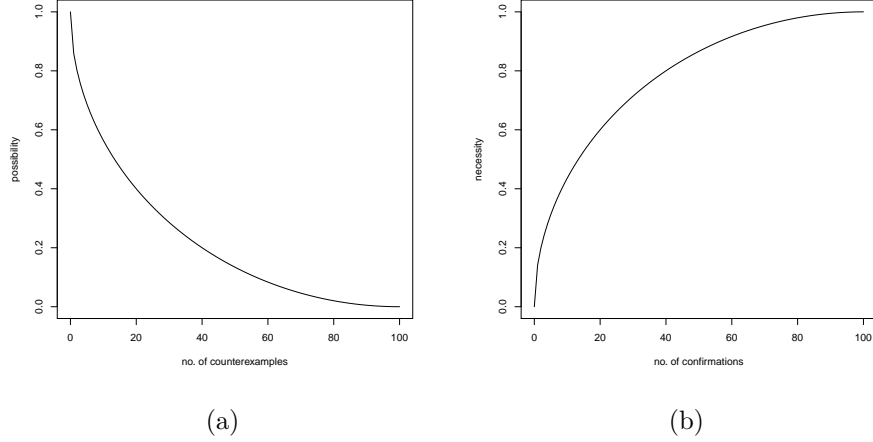 possibility
0.0 0.2 0.4 0.6 0.8 1.0
0 20 40 60 80 100
no. of counterexamples
(a)
necessity
0.0 0.2 0.4 0.6 0.8 1.0
0 20 40 60 80 100
no. of confirmations
(b)